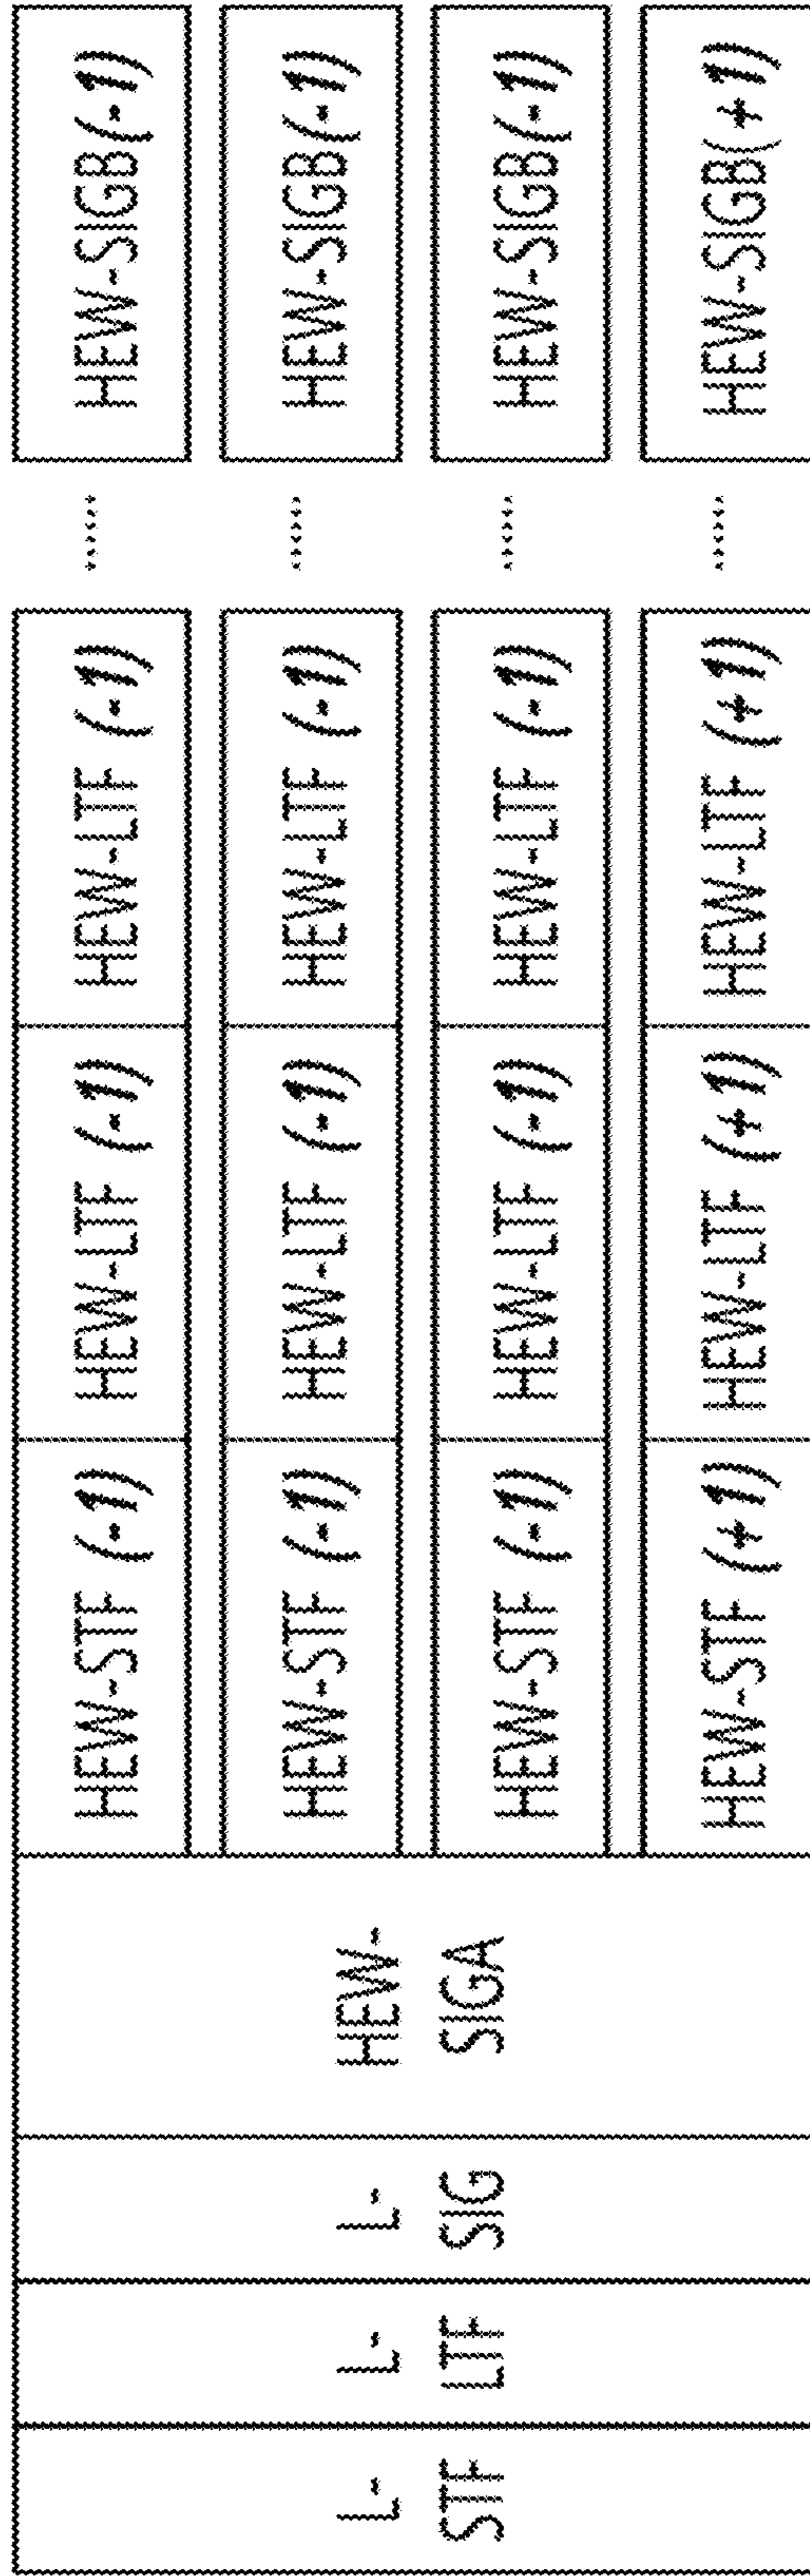 L-
STF
L-
LTF
L-
SIG
HEW-
SIGA
HEW-STF (-1)
HEW-LTF (-1)
HEW-LTF (-1)
......
HEW-SIGB(-1)
HEW-STF (-1)
HEW-LTF (-1)
HEW-LTF (-1)
......
HEW-SIGB(-1)
HEW-STF (-1)
HEW-LTF (-1)
HEW-LTF (-1)
......
HEW-SIGB(-1)
HEW-STF (+1)
HEW-LTF (+1)
HEW-LTF (+1)
......
HEW-SIGB(+1)